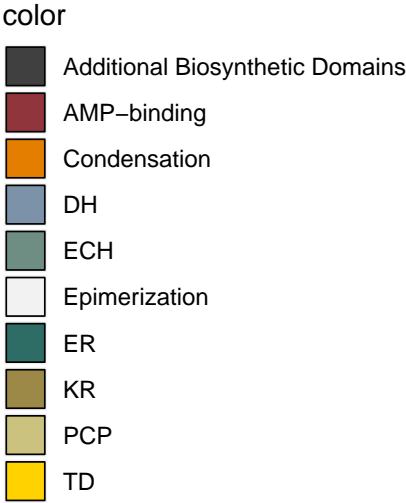 color
Additional Biosynthetic Domains
AMP−binding
Condensation
DH
ECH
Epimerization
ER
KR
PCP
TD